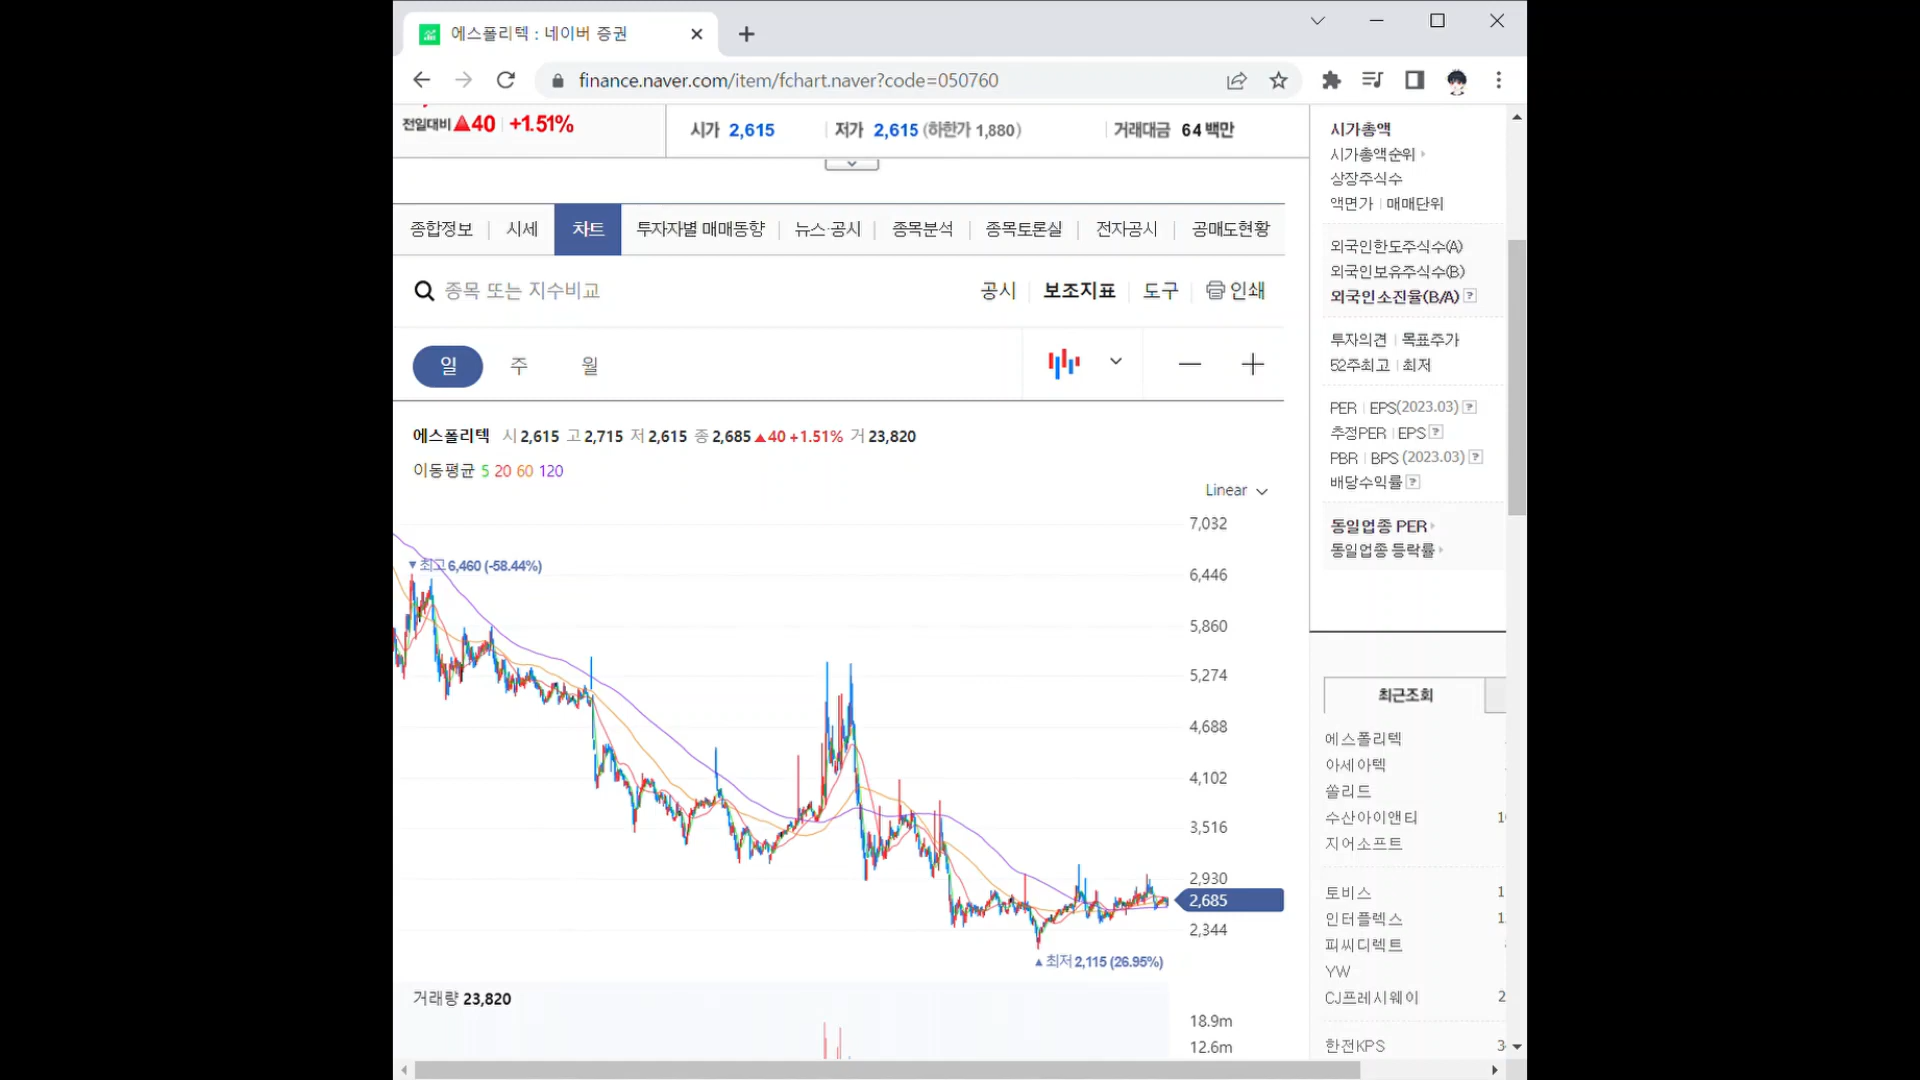 에스폴리텍 : 네이버 증권
finance.naver.com/item/fchart.naver?code=050760
전일대비 ▲40 +1.51%
시가 2,615 저가 2,615 (하한가 1,880) 거래대금 64 백만
종합정보 시세 차트 투자자별 매매동향 뉴스·공시 종목분석 종목토론실 전자공시 공매도현황
종목 또는 지수비교 공시 보조지표 도구 인쇄
일 주 월
에스폴리텍 시 2,615 고 2,715 저 2,615 종 2,685 ▲40 +1.51% 거 23,820
이동평균 5 20 60 120
Linear
7,032
▼최고 6,460 (-58.44%)
6,446
5,860
5,274
4,688
4,102
3,516
2,930
2,685
2,344
▲최저 2,115 (26.95%)
거래량 23,820
18.9m
12.6m
시가총액
시가총액순위
상장주식수
액면가 매매단위
외국인한도주식수(A)
외국인보유주식수(B)
외국인소진율(B/A) ?
투자의견 목표주가
52주최고 최저
PER EPS(2023.03) ?
추정PER EPS ?
PBR BPS (2023.03) ?
배당수익률 ?
동일업종 PER
동일업종 등락률
최근조회
에스폴리텍
아세아텍
쏠리드
수산아이앤티
지어소프트
토비스 1
인터플렉스
피씨디렉트
YW
CJ프레시웨이 2
한전KPS